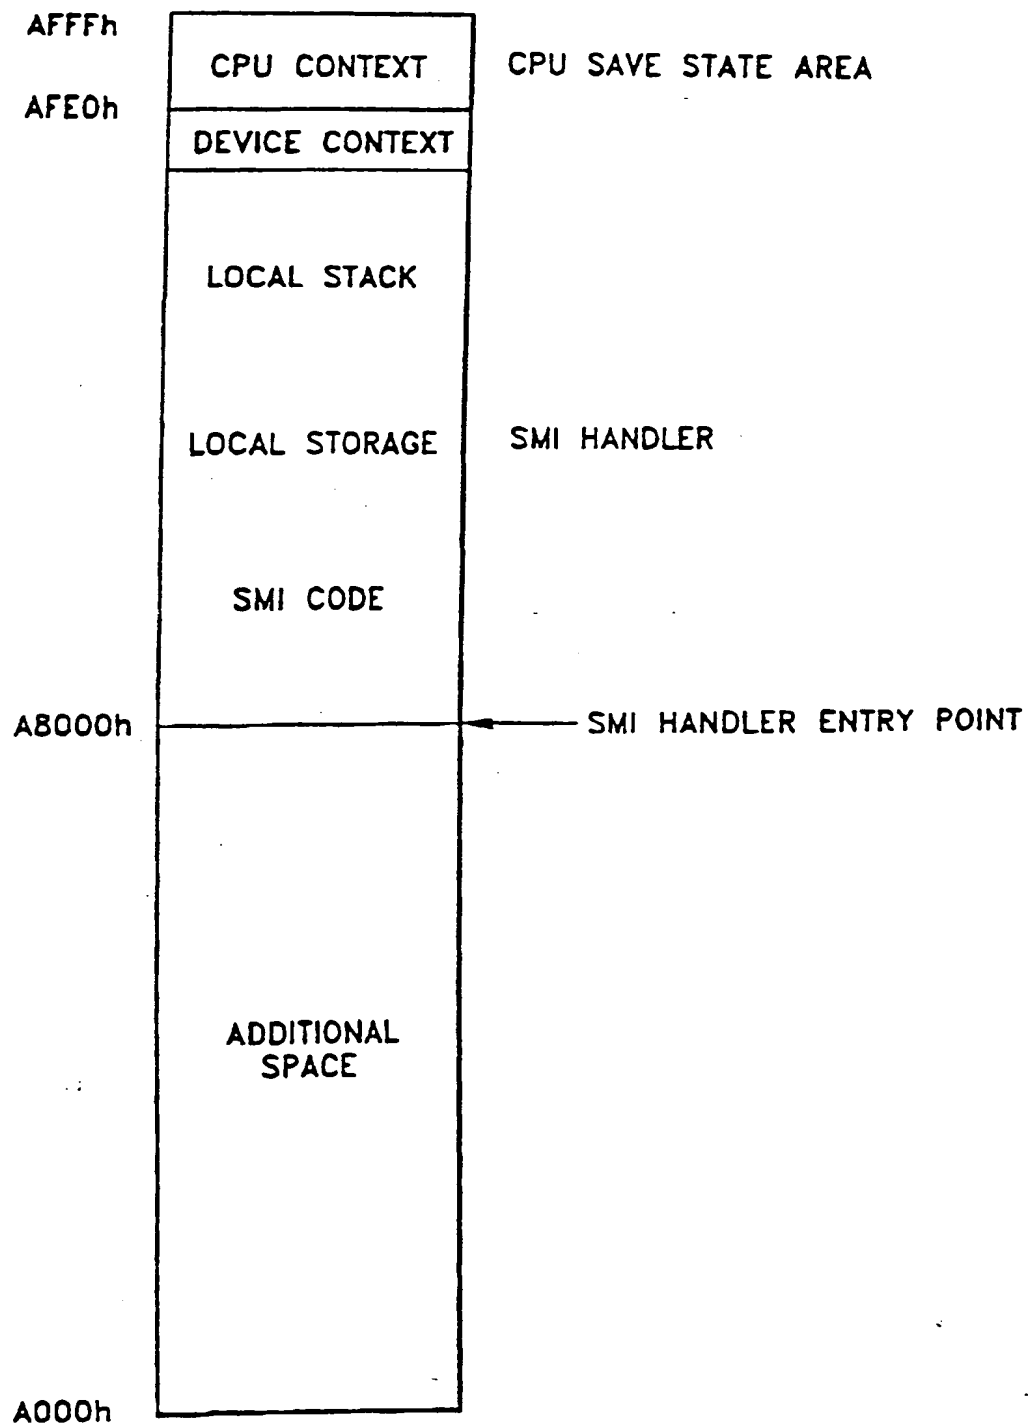 AFFFh
CPU CONTEXT
CPU SAVE STATE AREA
AFE0h
DEVICE CONTEXT
LOCAL STACK
LOCAL STORAGE
SMI HANDLER
SMI CODE
A8000h
SMI HANDLER ENTRY POINT
ADDITIONAL
SPACE
A000h